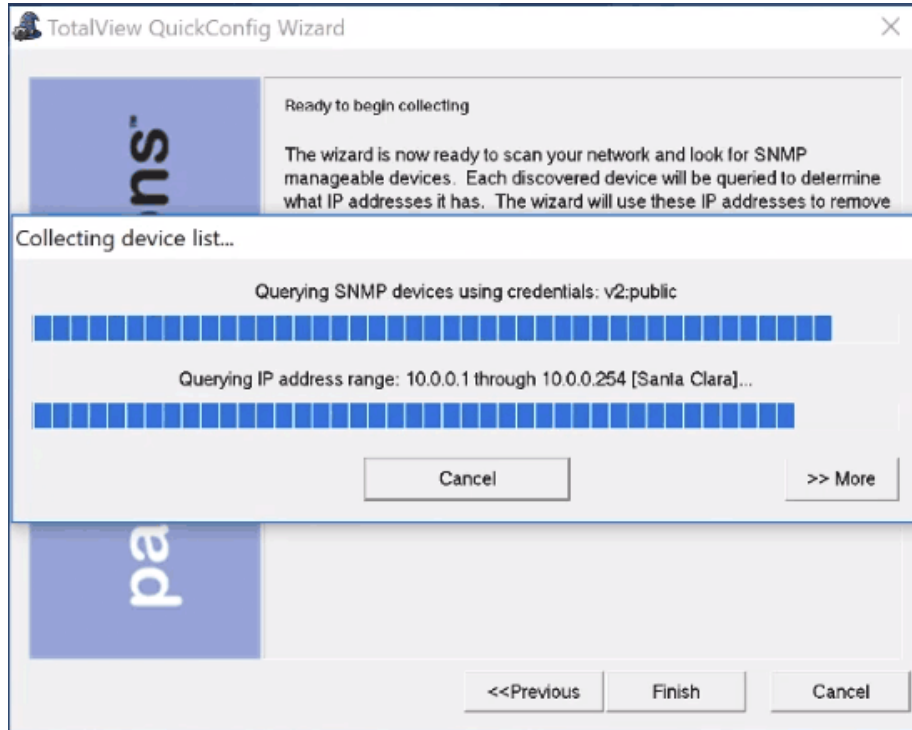 TotalView QuickConfig Wizard
Ready to begin collecting
The wizard is now ready to scan your network and look for SNMP
manageable devices. Each discovered device will be queried to determine
what IP addresses it has. The wizard will use these IP addresses to remove
Collecting device list...
Querying SNMP devices using credentials: v2:public
Querying IP address range: 10.0.0.1 through 10.0.0.254 [Santa Clara]...
Cancel
>> More
<<Previous
Finish
Cancel